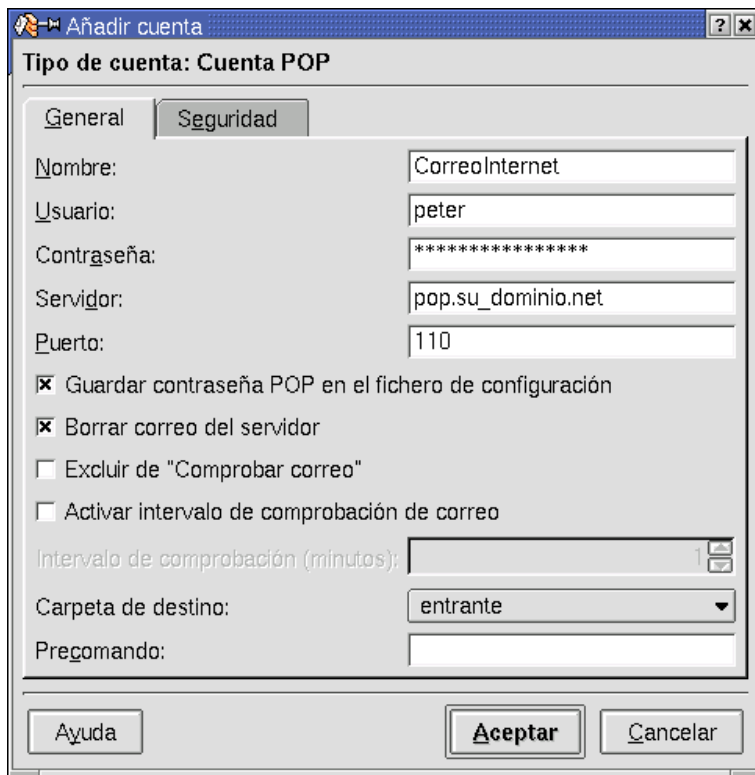 Añadir cuenta
Tipo de cuenta: Cuenta POP
General Seguridad
Nombre: CorreoInternet
Usuario: peter
Contraseña: ****************
Servidor: pop.su_dominio.net
Puerto: 110
Guardar contraseña POP en el fichero de configuración
Borrar correo del servidor
Excluir de "Comprobar correo"
Activar intervalo de comprobación de correo
Intervalo de comprobación (minutos): 1
Carpeta de destino: entrante
Precomando:
Ayuda Aceptar Cancelar